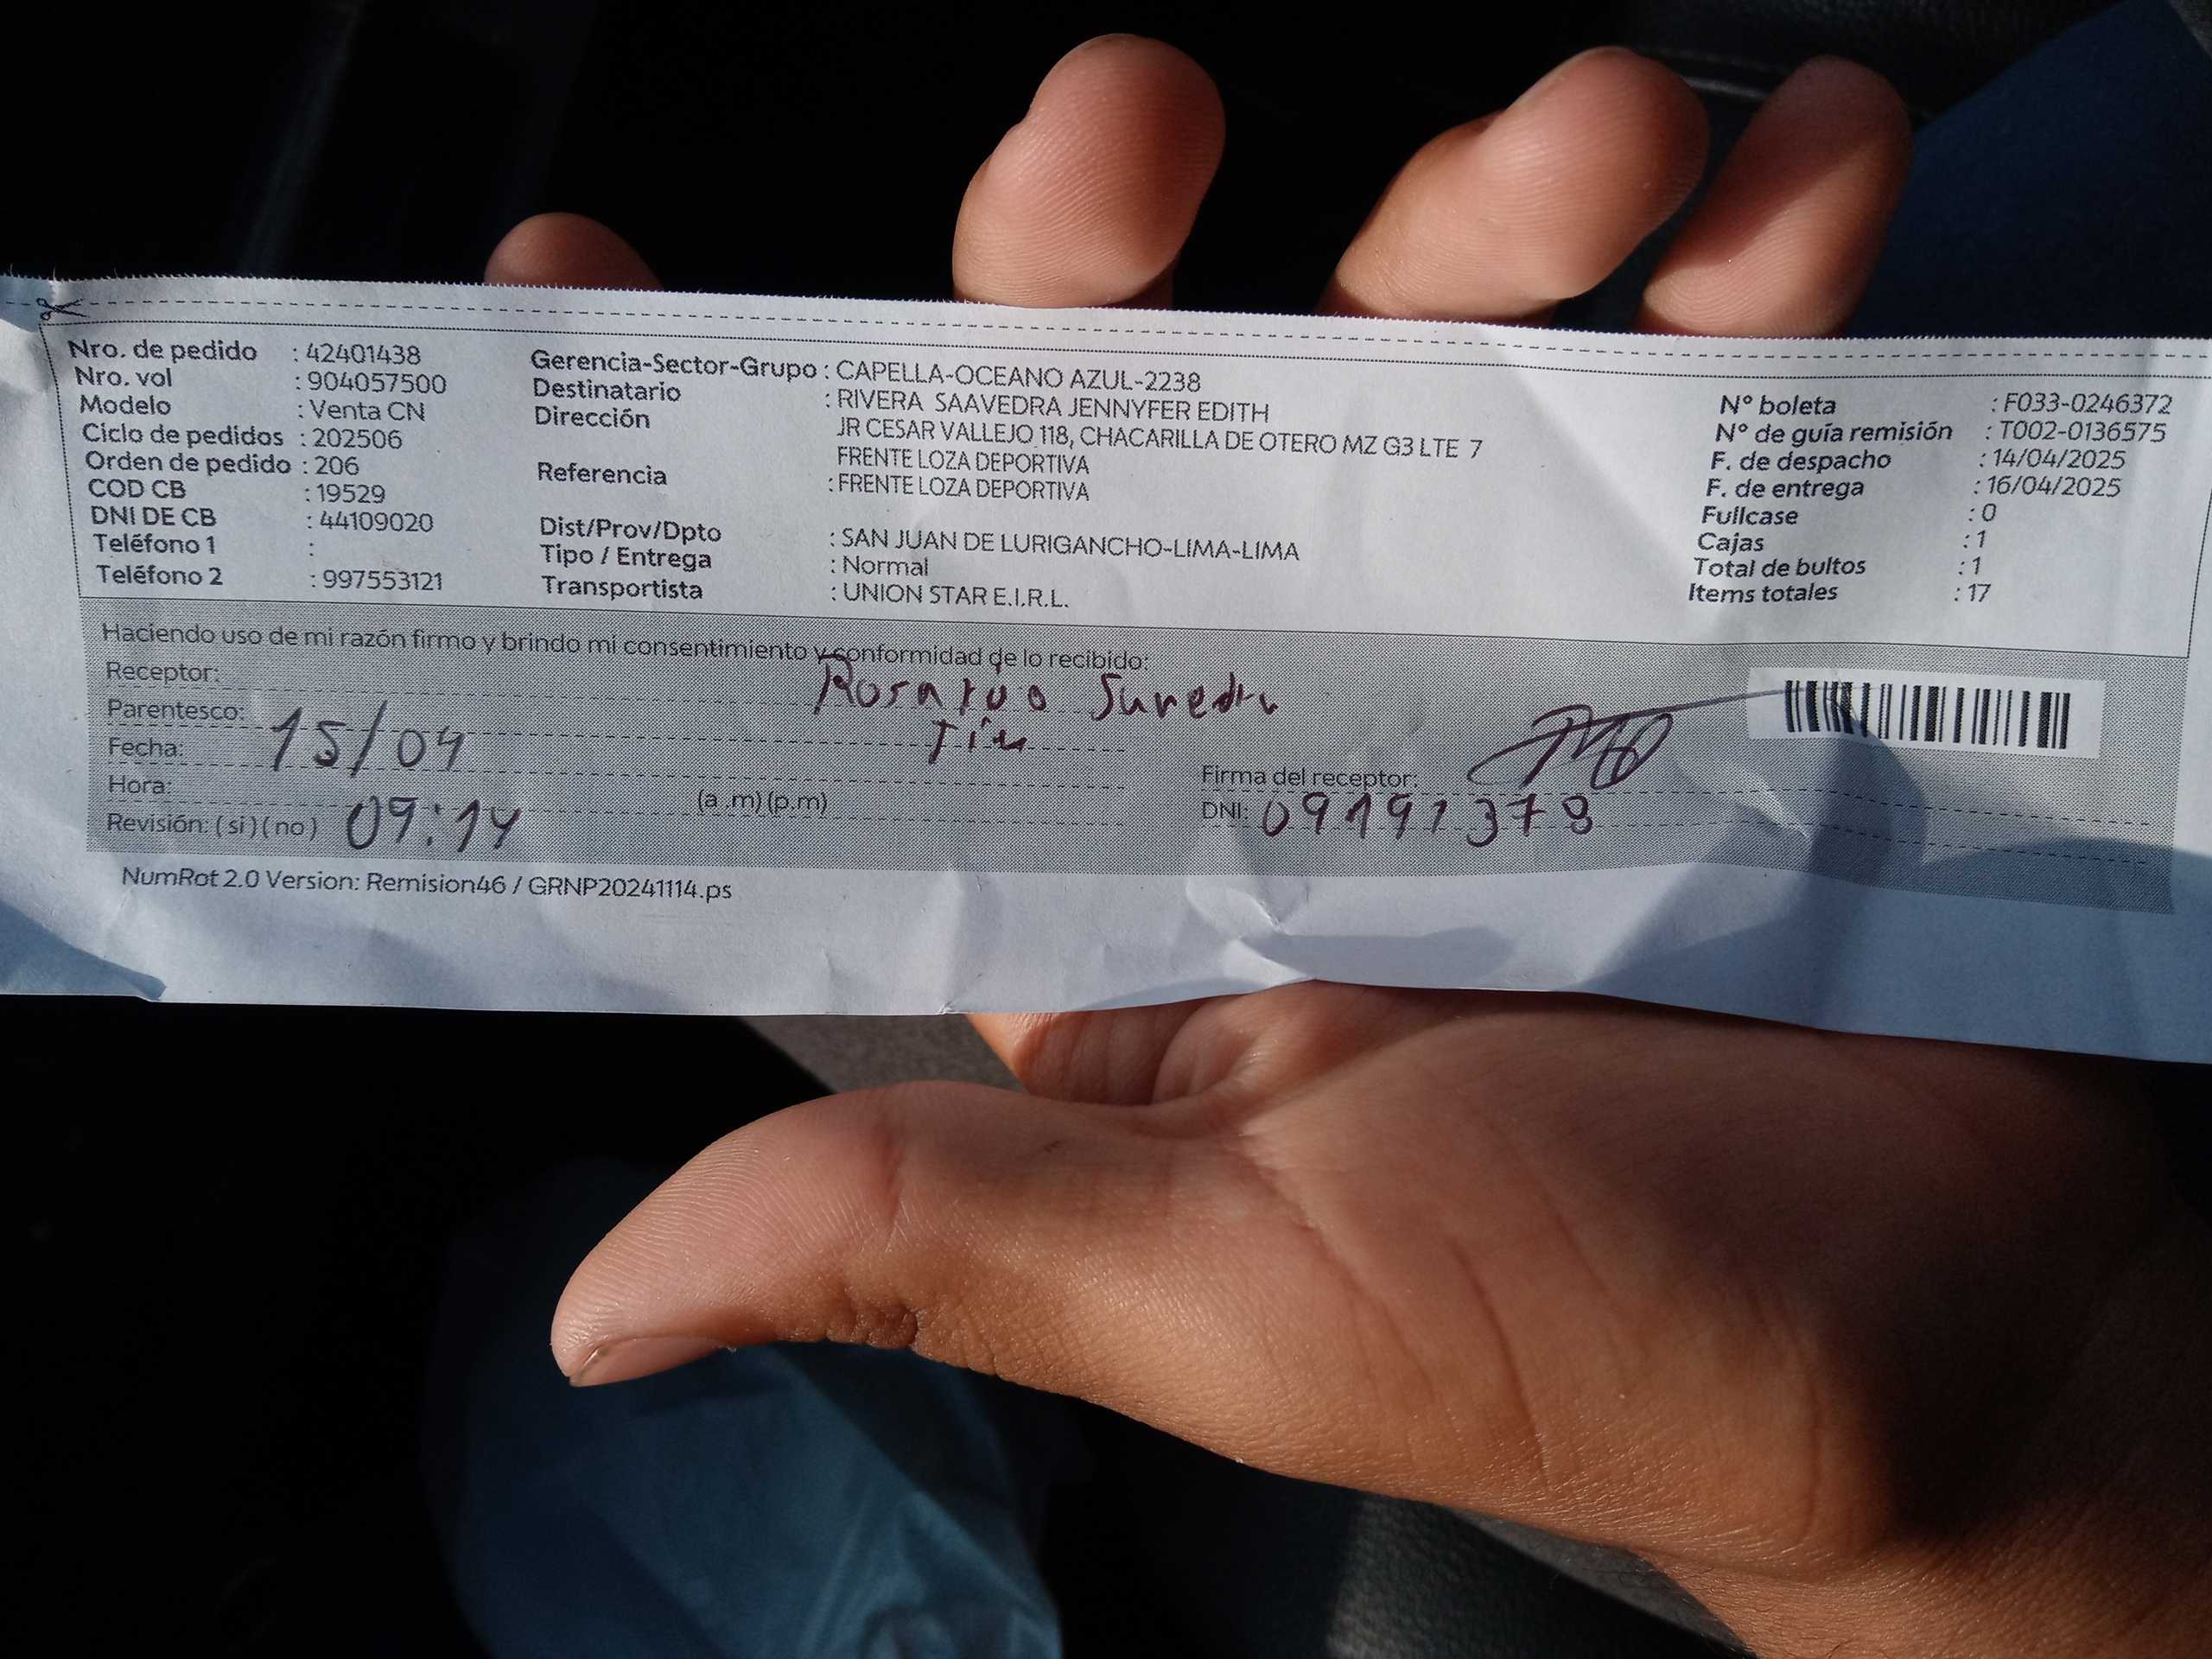 Nro. de pedido : 42401438
Nro. vol : 904057500
Modelo : Venta CN
Ciclo de pedidos : 202506
Orden de pedido : 206
COD CB : 19529
DNI DE CB : 44109020
Teléfono 1 :
Teléfono 2 : 997553121
Gerencia-Sector-Grupo : CAPELLA-OCEANO AZUL-2238
Destinatario : RIVERA SAAVEDRA JENNYFER EDITH
Dirección JR CESAR VALLEJO 118, CHACARILLA DE OTERO MZ G3 LTE 7
FRENTE LOZA DEPORTIVA
Referencia : FRENTE LOZA DEPORTIVA
Dist/Prov/Dpto : SAN JUAN DE LURIGANCHO-LIMA-LIMA
Tipo / Entrega : Normal
Transportista : UNION STAR E.I.R.L.
N° boleta : F033-0246372
N° de guía remisión : T002-0136575
F. de despacho : 14/04/2025
F. de entrega : 16/04/2025
Fullcase : 0
Cajas : 1
Total de bultos : 1
Items totales : 17
Haciendo uso de mi razón firmo y brindo mi consentimiento y conformidad de lo recibido:
Receptor: Rosario
Parentesco: Tía
Fecha: 15/04
Hora: 09:14 (a .m) (p.m)
Revisión: ( si ) ( no )
Firma del receptor:
DNI: 09191378
NumRot 2.0 Version: Remision46 / GRNP20241114.ps